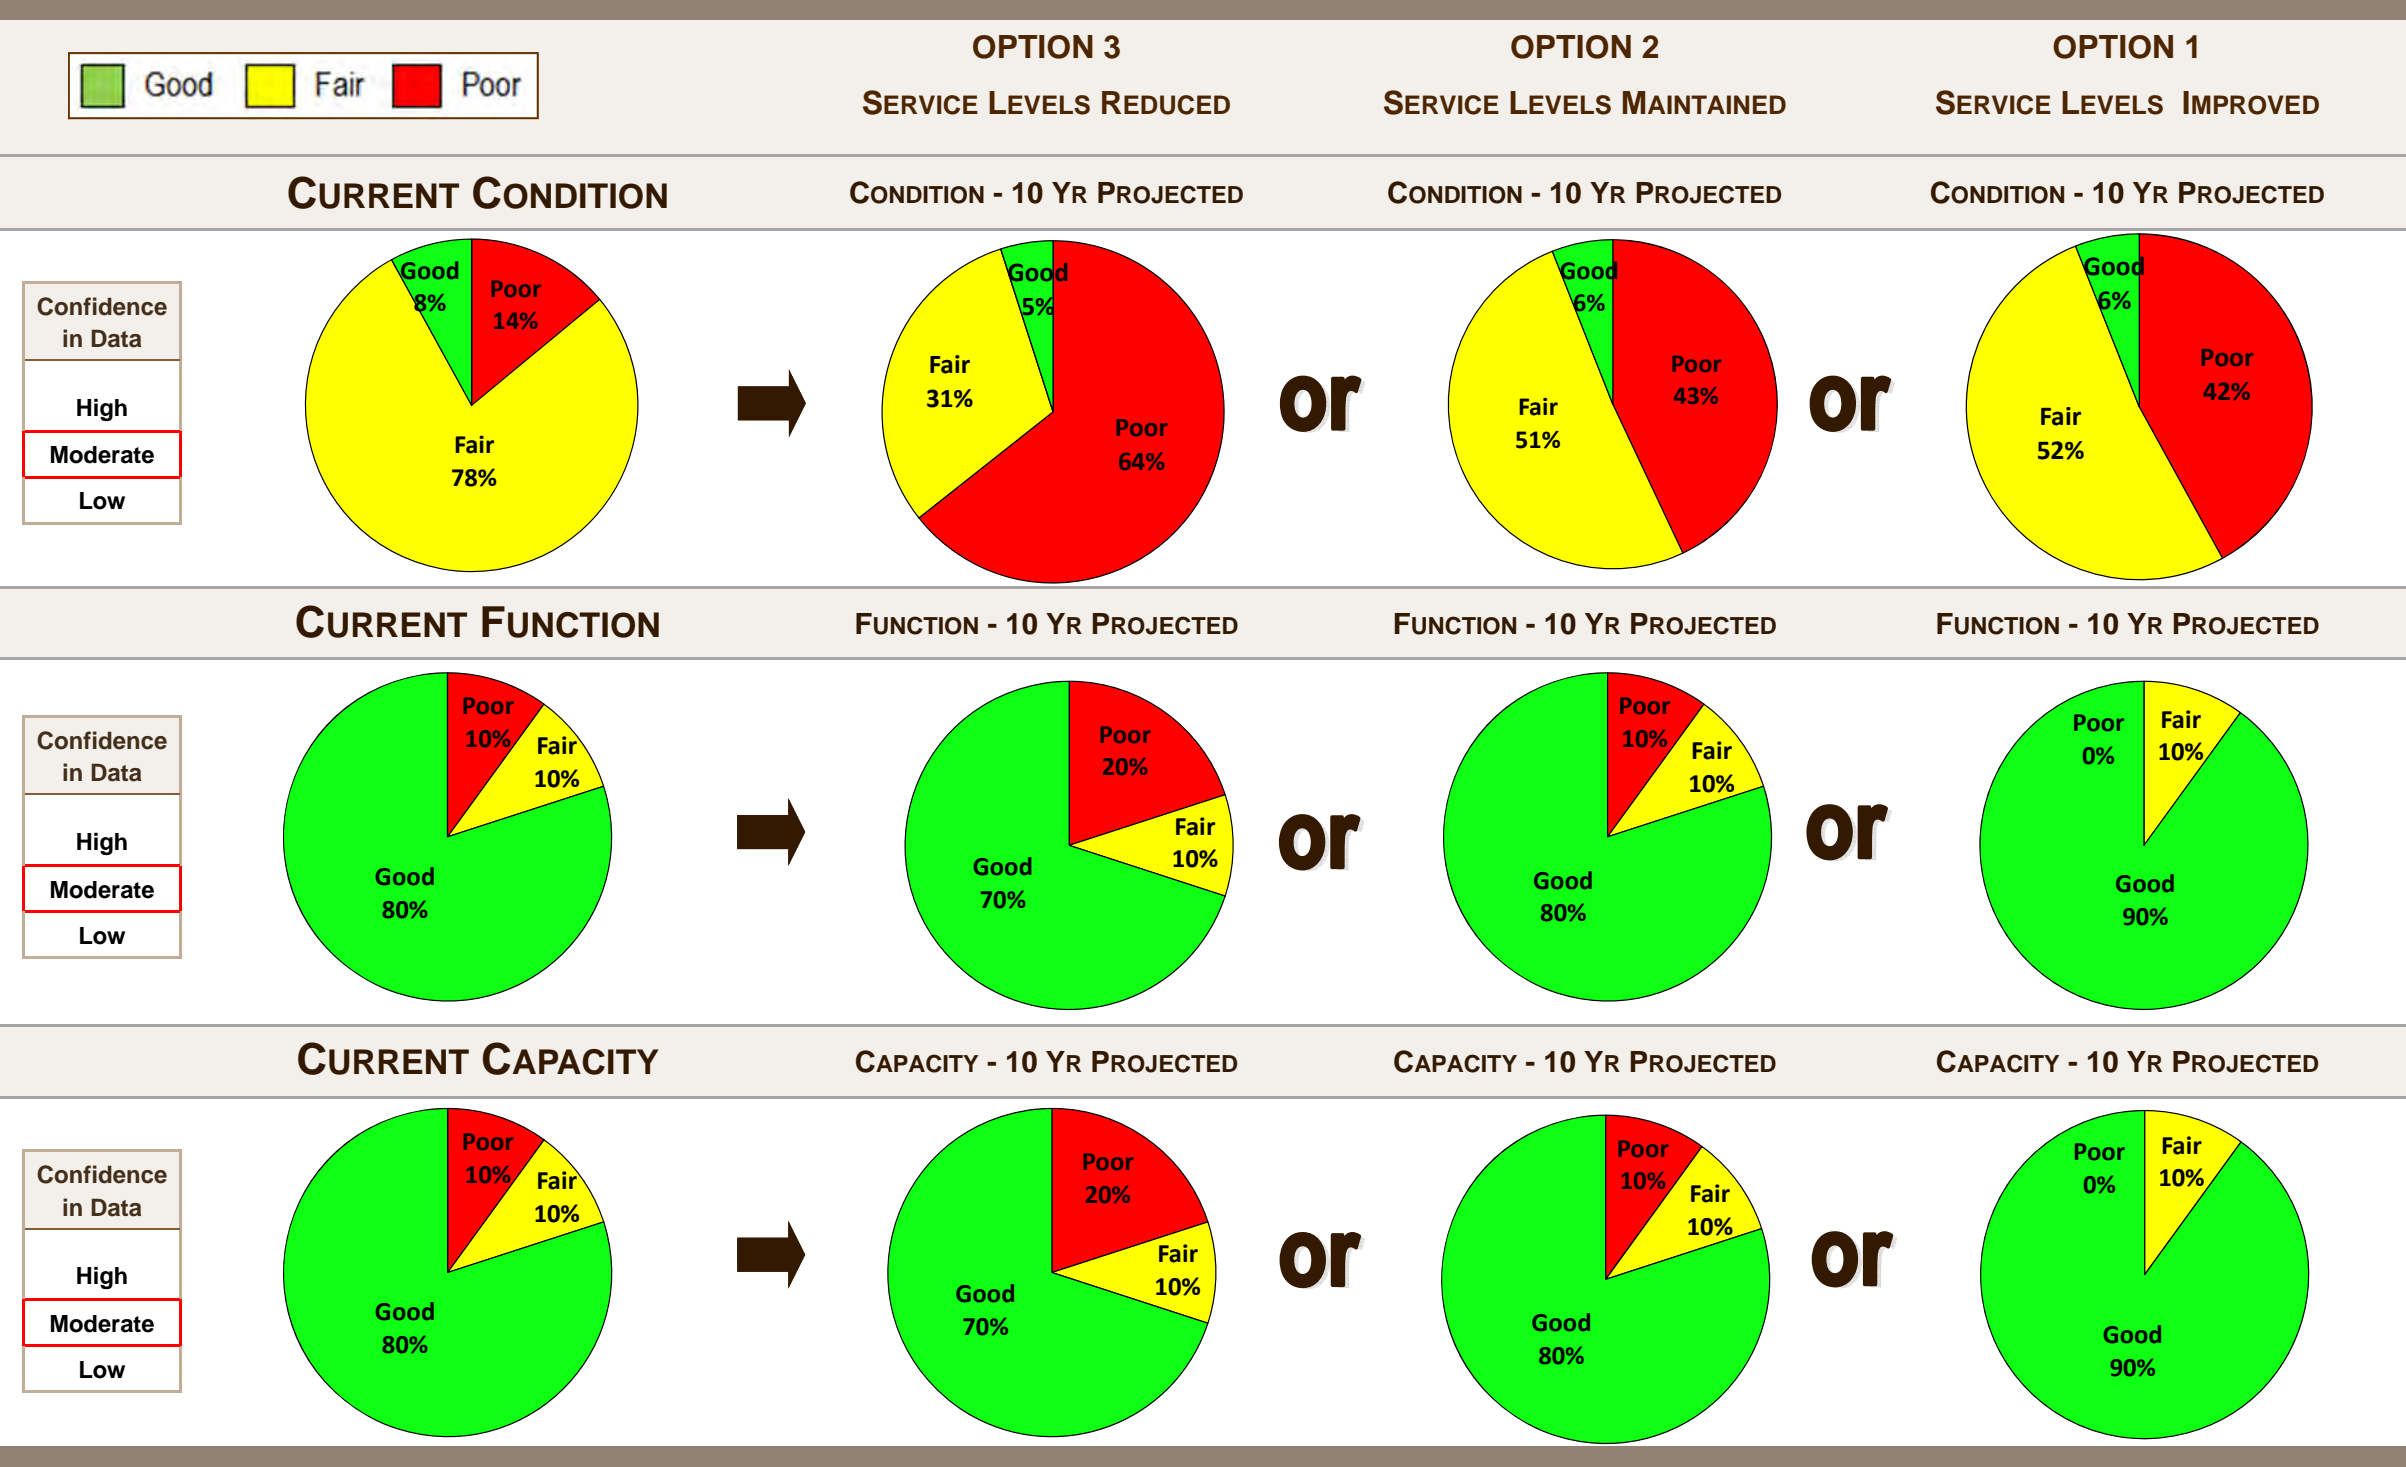 Good Fair Poor
OPTION 3
SERVICE LEVELS REDUCED
OPTION 2
SERVICE LEVELS MAINTAINED
OPTION 1
SERVICE LEVELS IMPROVED
CURRENT CONDITION
CONDITION - 10 YR PROJECTED
CONDITION - 10 YR PROJECTED
CONDITION - 10 YR PROJECTED
Confidence
in Data
High
Moderate
Low
Good
8%
Poor
14%
Fair
78%
Good
5%
Fair
31%
Poor
64%
or
Good
6%
Poor
43%
Fair
51%
or
Good
6%
Poor
42%
Fair
52%
CURRENT FUNCTION
FUNCTION - 10 YR PROJECTED
FUNCTION - 10 YR PROJECTED
FUNCTION - 10 YR PROJECTED
Confidence
in Data
High
Moderate
Low
Poor
10%
Fair
10%
Good
80%
Poor
20%
Fair
10%
Good
70%
or
Poor
10%
Fair
10%
Good
80%
or
Poor
0%
Fair
10%
Good
90%
CURRENT CAPACITY
CAPACITY - 10 YR PROJECTED
CAPACITY - 10 YR PROJECTED
CAPACITY - 10 YR PROJECTED
Confidence
in Data
High
Moderate
Low
Poor
10%
Fair
10%
Good
80%
Poor
20%
Fair
10%
Good
70%
or
Poor
10%
Fair
10%
Good
80%
or
Poor
0%
Fair
10%
Good
90%